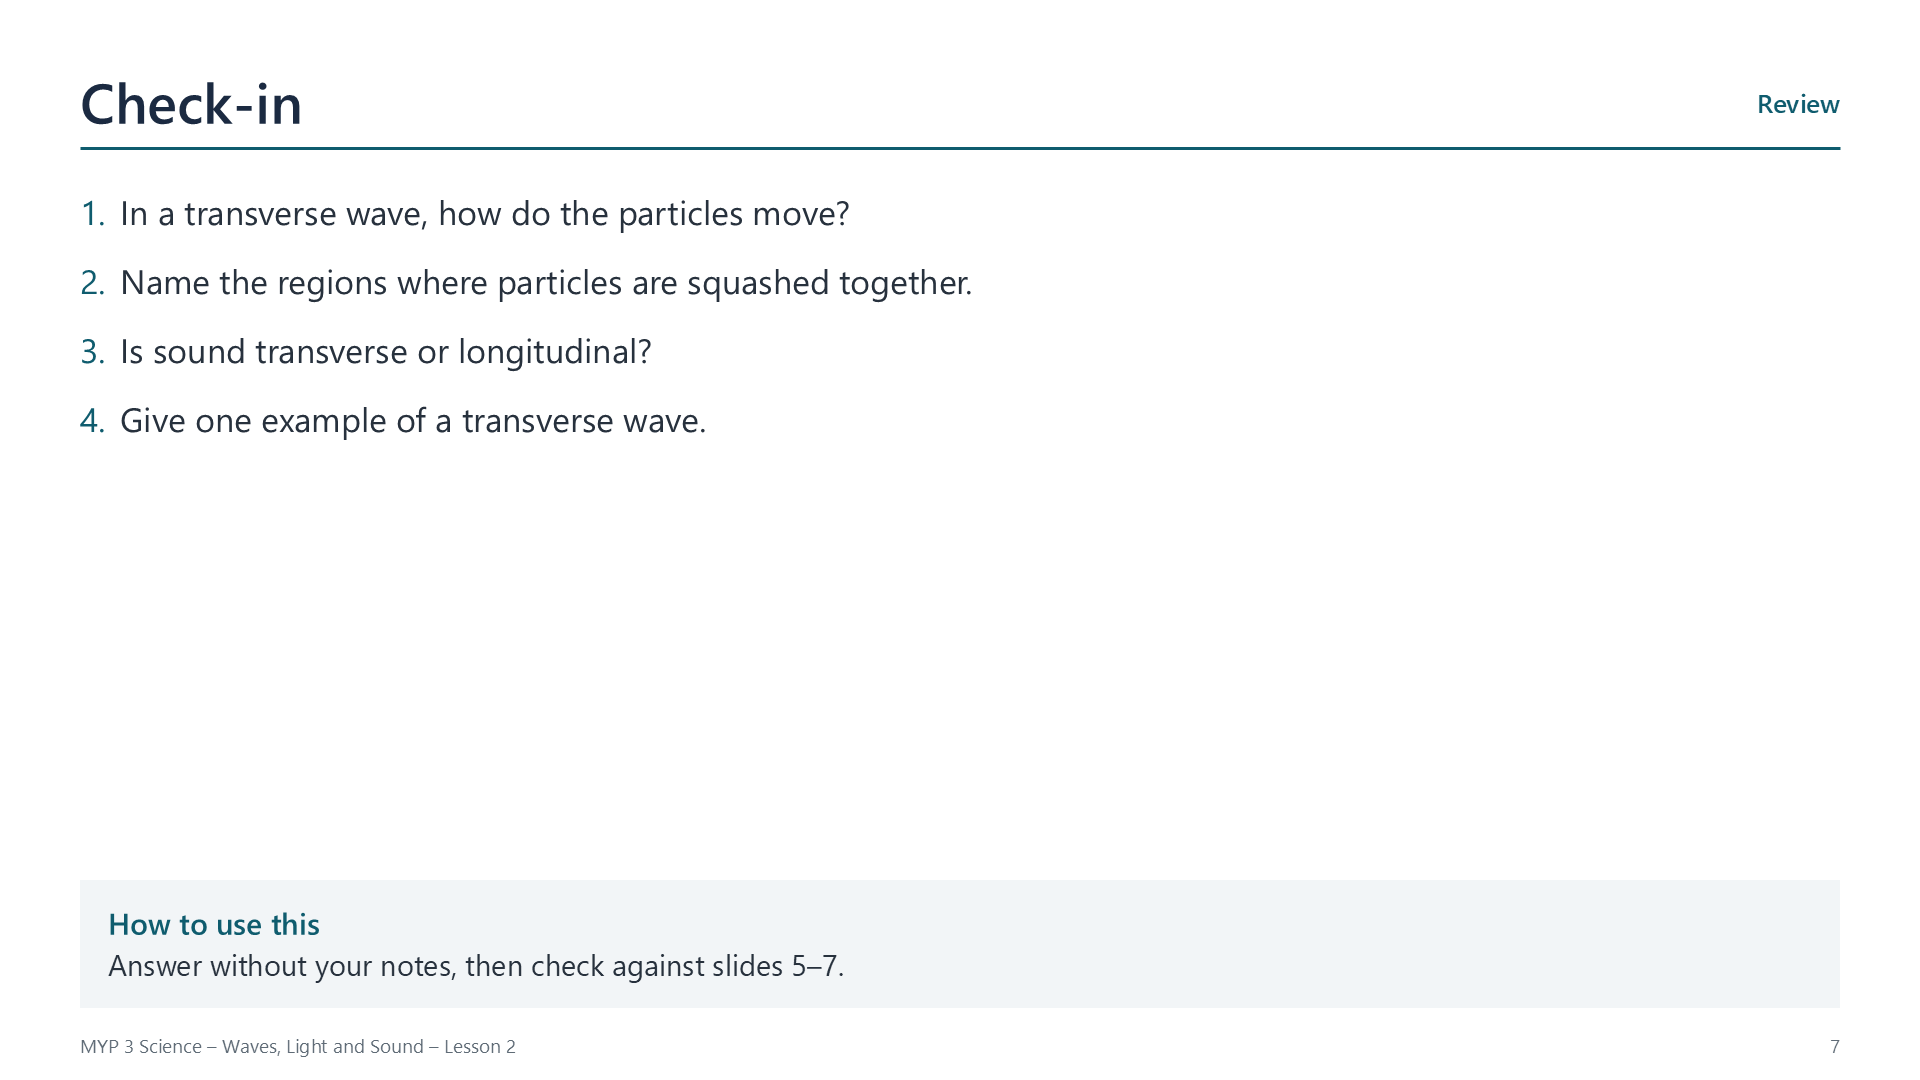 Check-in
Review
1. In a transverse wave, how do the particles move?
2. Name the regions where particles are squashed together.
3. Is sound transverse or longitudinal?
4. Give one example of a transverse wave.
How to use this
Answer without your notes, then check against slides 5–7.
MYP 3 Science – Waves, Light and Sound – Lesson 2
7